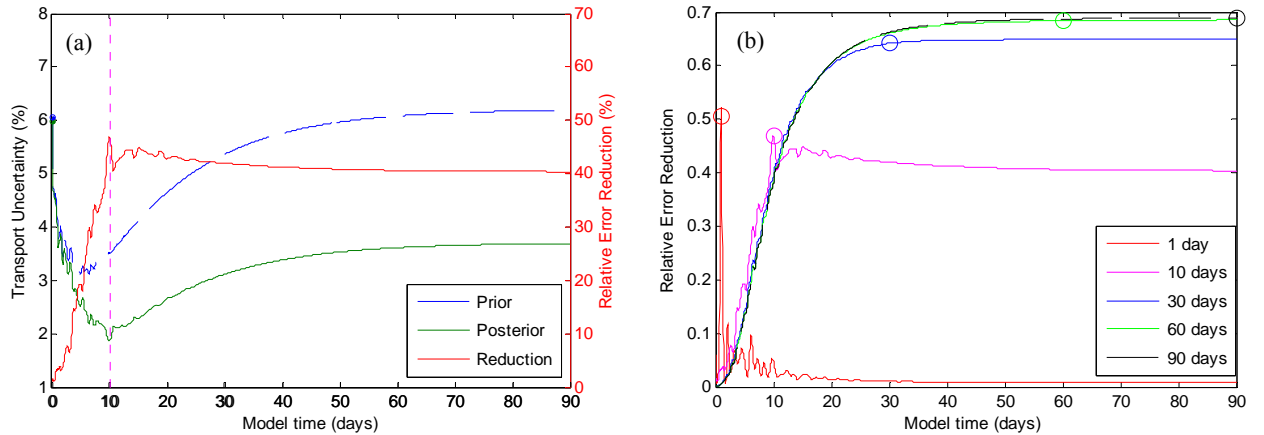 (a)
Transport Uncertainty (%)
8
7
6
5
4
3
2
1
70
60
50
40
30
20
10
0
Relative Error Reduction (%)
Prior
Posterior
Reduction
0 10 20 30 40 50 60 70 80 90
Model time (days)
(b)
Relative Error Reduction
0.7
0.6
0.5
0.4
0.3
0.2
0.1
0
1 day
10 days
30 days
60 days
90 days
0 10 20 30 40 50 60 70 80 90
Model time (days)